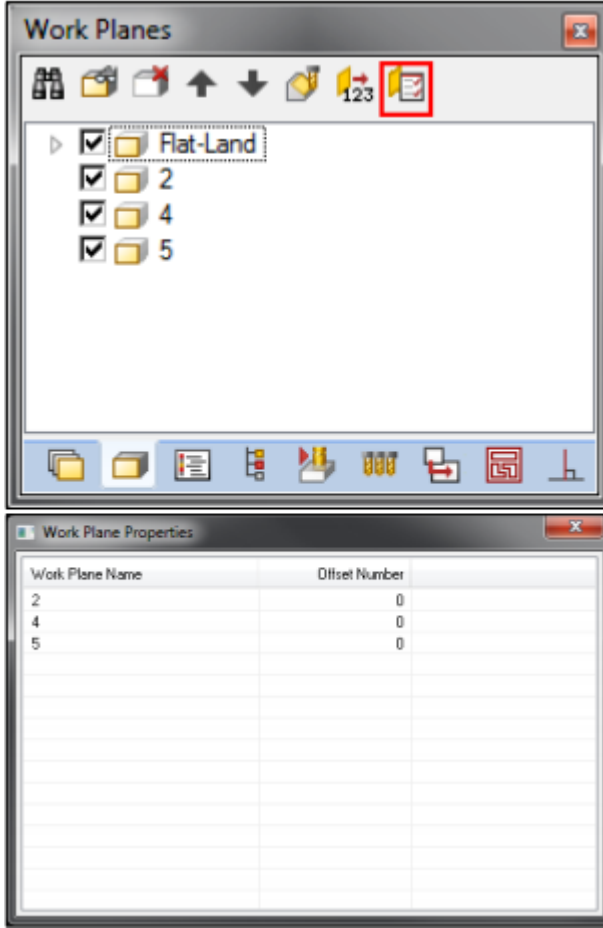 Work Planes
123
Flat-Land
2
4
5
Work Plane Properties
Work Plane Name Offset Number
2 0
4 0
5 0